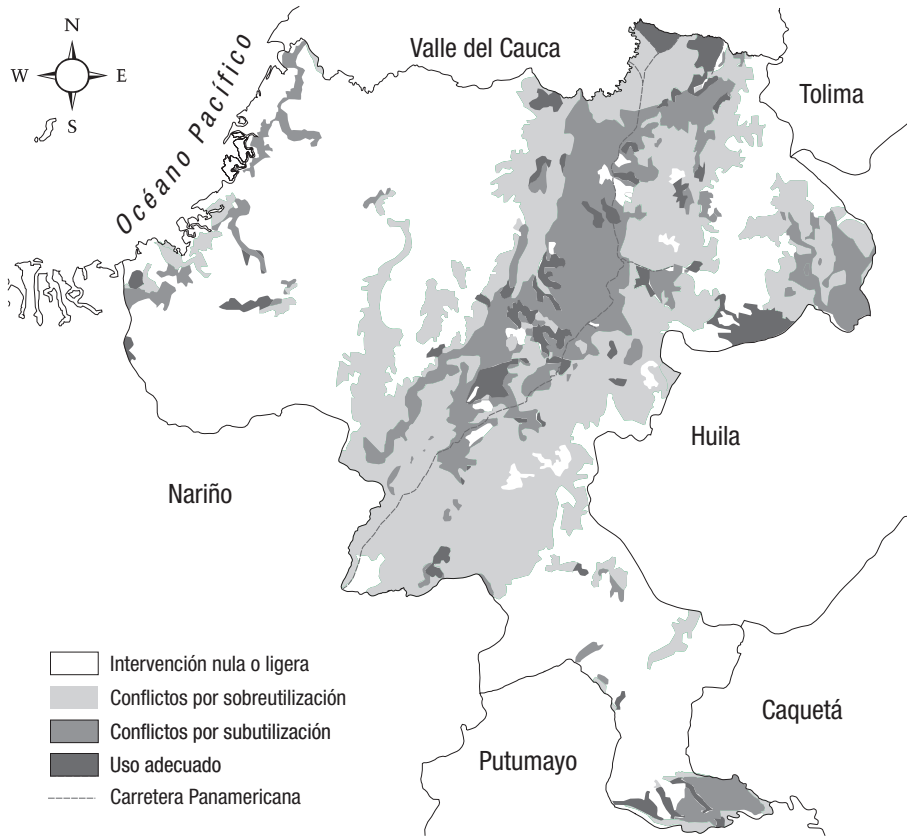 N
W E
S
Océano Pacífico
Valle del Cauca
Tolima
Huila
Nariño
Caquetá
Putumayo
Intervención nula o ligera
Conflictos por sobreutilización
Conflictos por subutilización
Uso adecuado
Carretera Panamericana